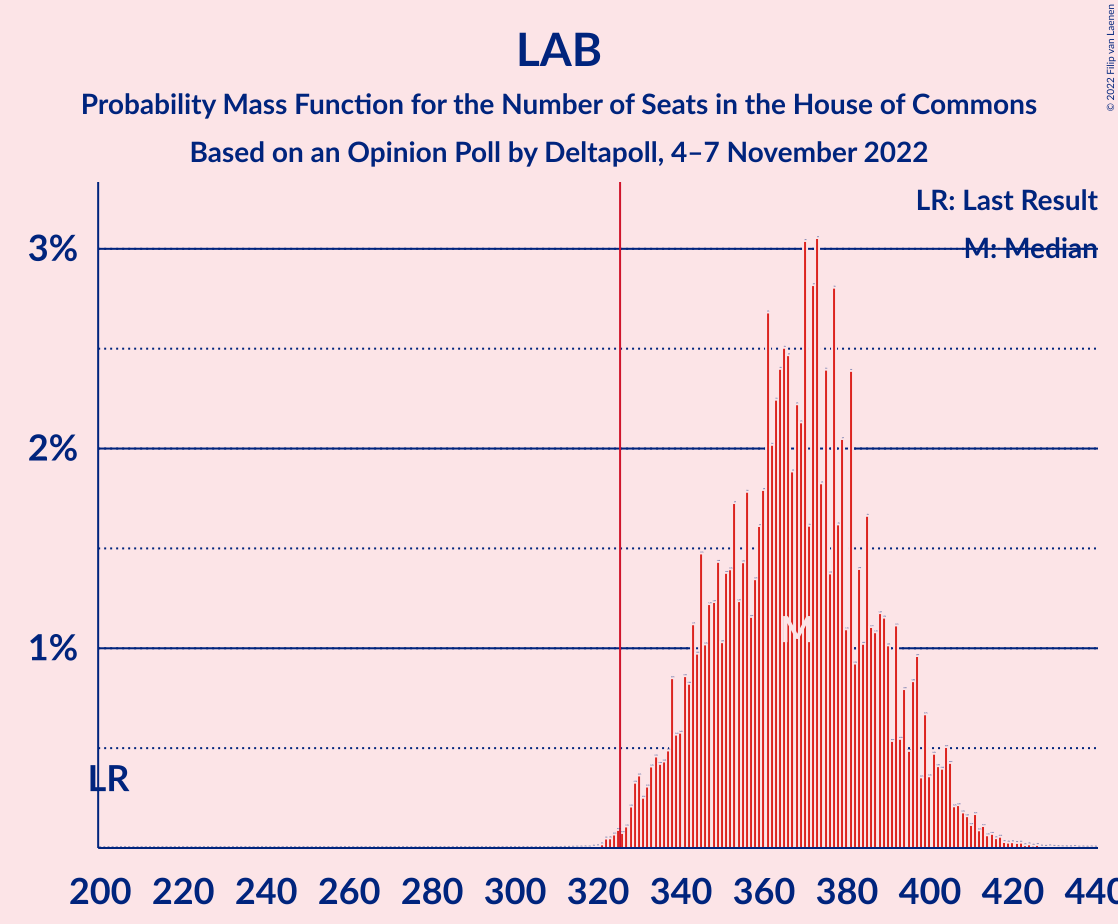 LAB
Probability Mass Function for the Number of Seats in the House of Commons
Based on an Opinion Poll by Deltapoll, 4–7 November 2022
© 2022 Filip van Laenen
LR: Last Result
M: Median
3%
2%
1%
M
LR
200 220 240 260 280 300 320 340 360 380 400 420 440